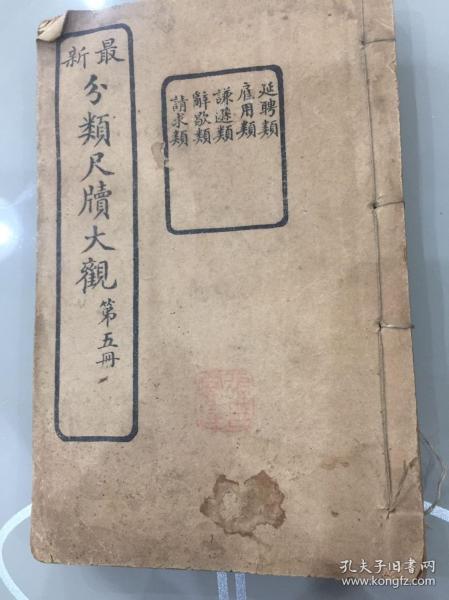 最新
分類尺牘大觀
第五冊
延聘類
雇用類
謙遜類
辭歇類
請求類
孔夫子旧书网
www.kongfz.com